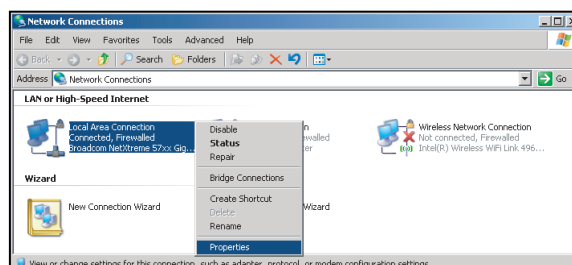 Network Connections
File Edit View Favorites Tools Advanced Help
Back Search Folders
Address Network Connections Go
LAN or High-Speed Internet
Local Area Connection
Connected, Firewalled
Broadcom NetXtreme 57xx Gig...
Disable
Status
Repair
Bridge Connections
Create Shortcut
Delete
Rename
Properties
Wireless Network Connection
Not connected, Firewalled
Intel(R) Wireless WiFi Link 496...
Wizard
New Connection Wizard
Wizard
View or change settings for this connection, such as adapter, protocol, or modem configuration settings.